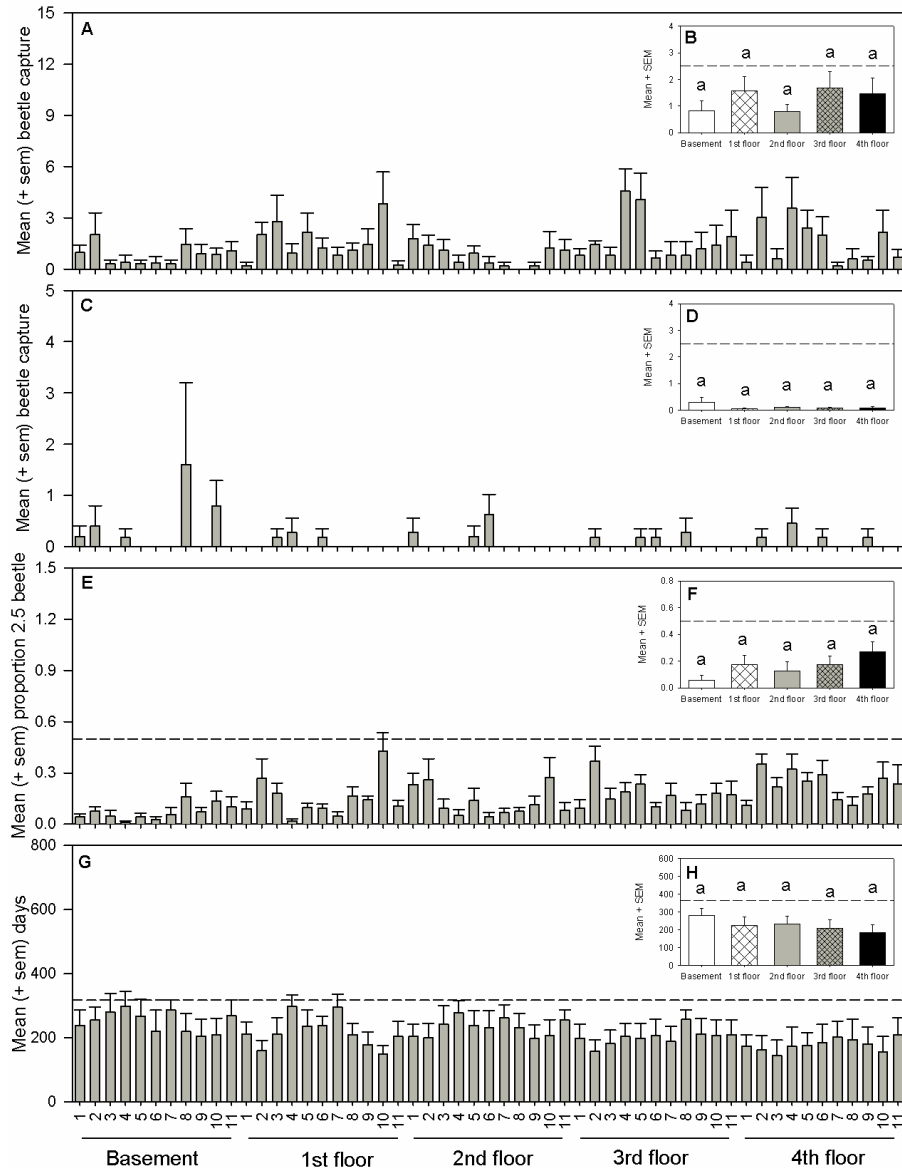 A
Mean (+ sem) beetle capture
15
12
9
6
3
0
B
Mean + SEM
4
3
2
1
0
a a a a a
Basement 1st floor 2nd floor 3rd floor 4th floor
C
Mean (+ sem) beetle capture
5
4
3
2
1
0
D
Mean + SEM
4
3
2
1
0
a a a a a
Basement 1st floor 2nd floor 3rd floor 4th floor
E
Mean (+ sem) proportion 2.5 beetle
1.5
1.2
0.9
0.6
0.3
0.0
F
Mean + SEM
0.8
0.6
0.4
0.2
0.0
a a a a a
Basement 1st floor 2nd floor 3rd floor 4th floor
G
Mean (+ sem) days
800
600
400
200
0
H
Mean + SEM
600
500
400
300
200
100
0
a a a a a
Basement 1st floor 2nd floor 3rd floor 4th floor
1 2 3 4 5 6 7 8 9 10 11 1 2 3 4 5 6 7 8 9 10 11 1 2 3 4 5 6 7 8 9 10 11 1 2 3 4 5 6 7 8 9 10 11 1 2 3 4 5 6 7 8 9 10 11
Basement 1st floor 2nd floor 3rd floor 4th floor